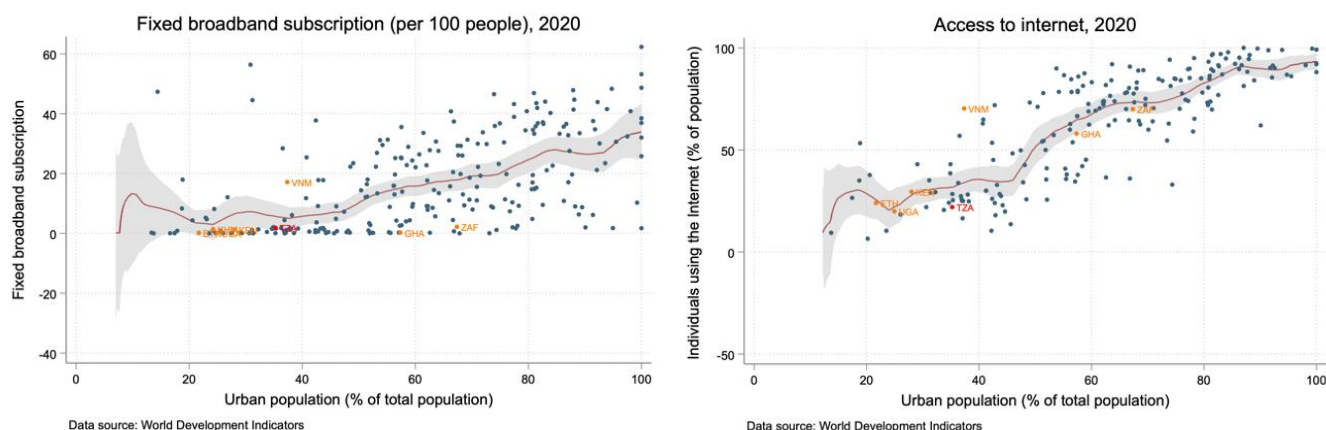 Fixed broadband subscription (per 100 people), 2020
Fixed broadband subscription
60
40
20
0
-20
-40
VNM
TZA
GHA
ZAF
0
20
40
60
80
100
Urban population (% of total population)
Data source: World Development Indicators
Access to internet, 2020
Individuals using the Internet (% of population)
100
50
0
-50
VNM
ZAF
GHA
KEN
ETH
UGA
TZA
0
20
40
60
80
100
Urban population (% of total population)
Data source: World Development Indicators